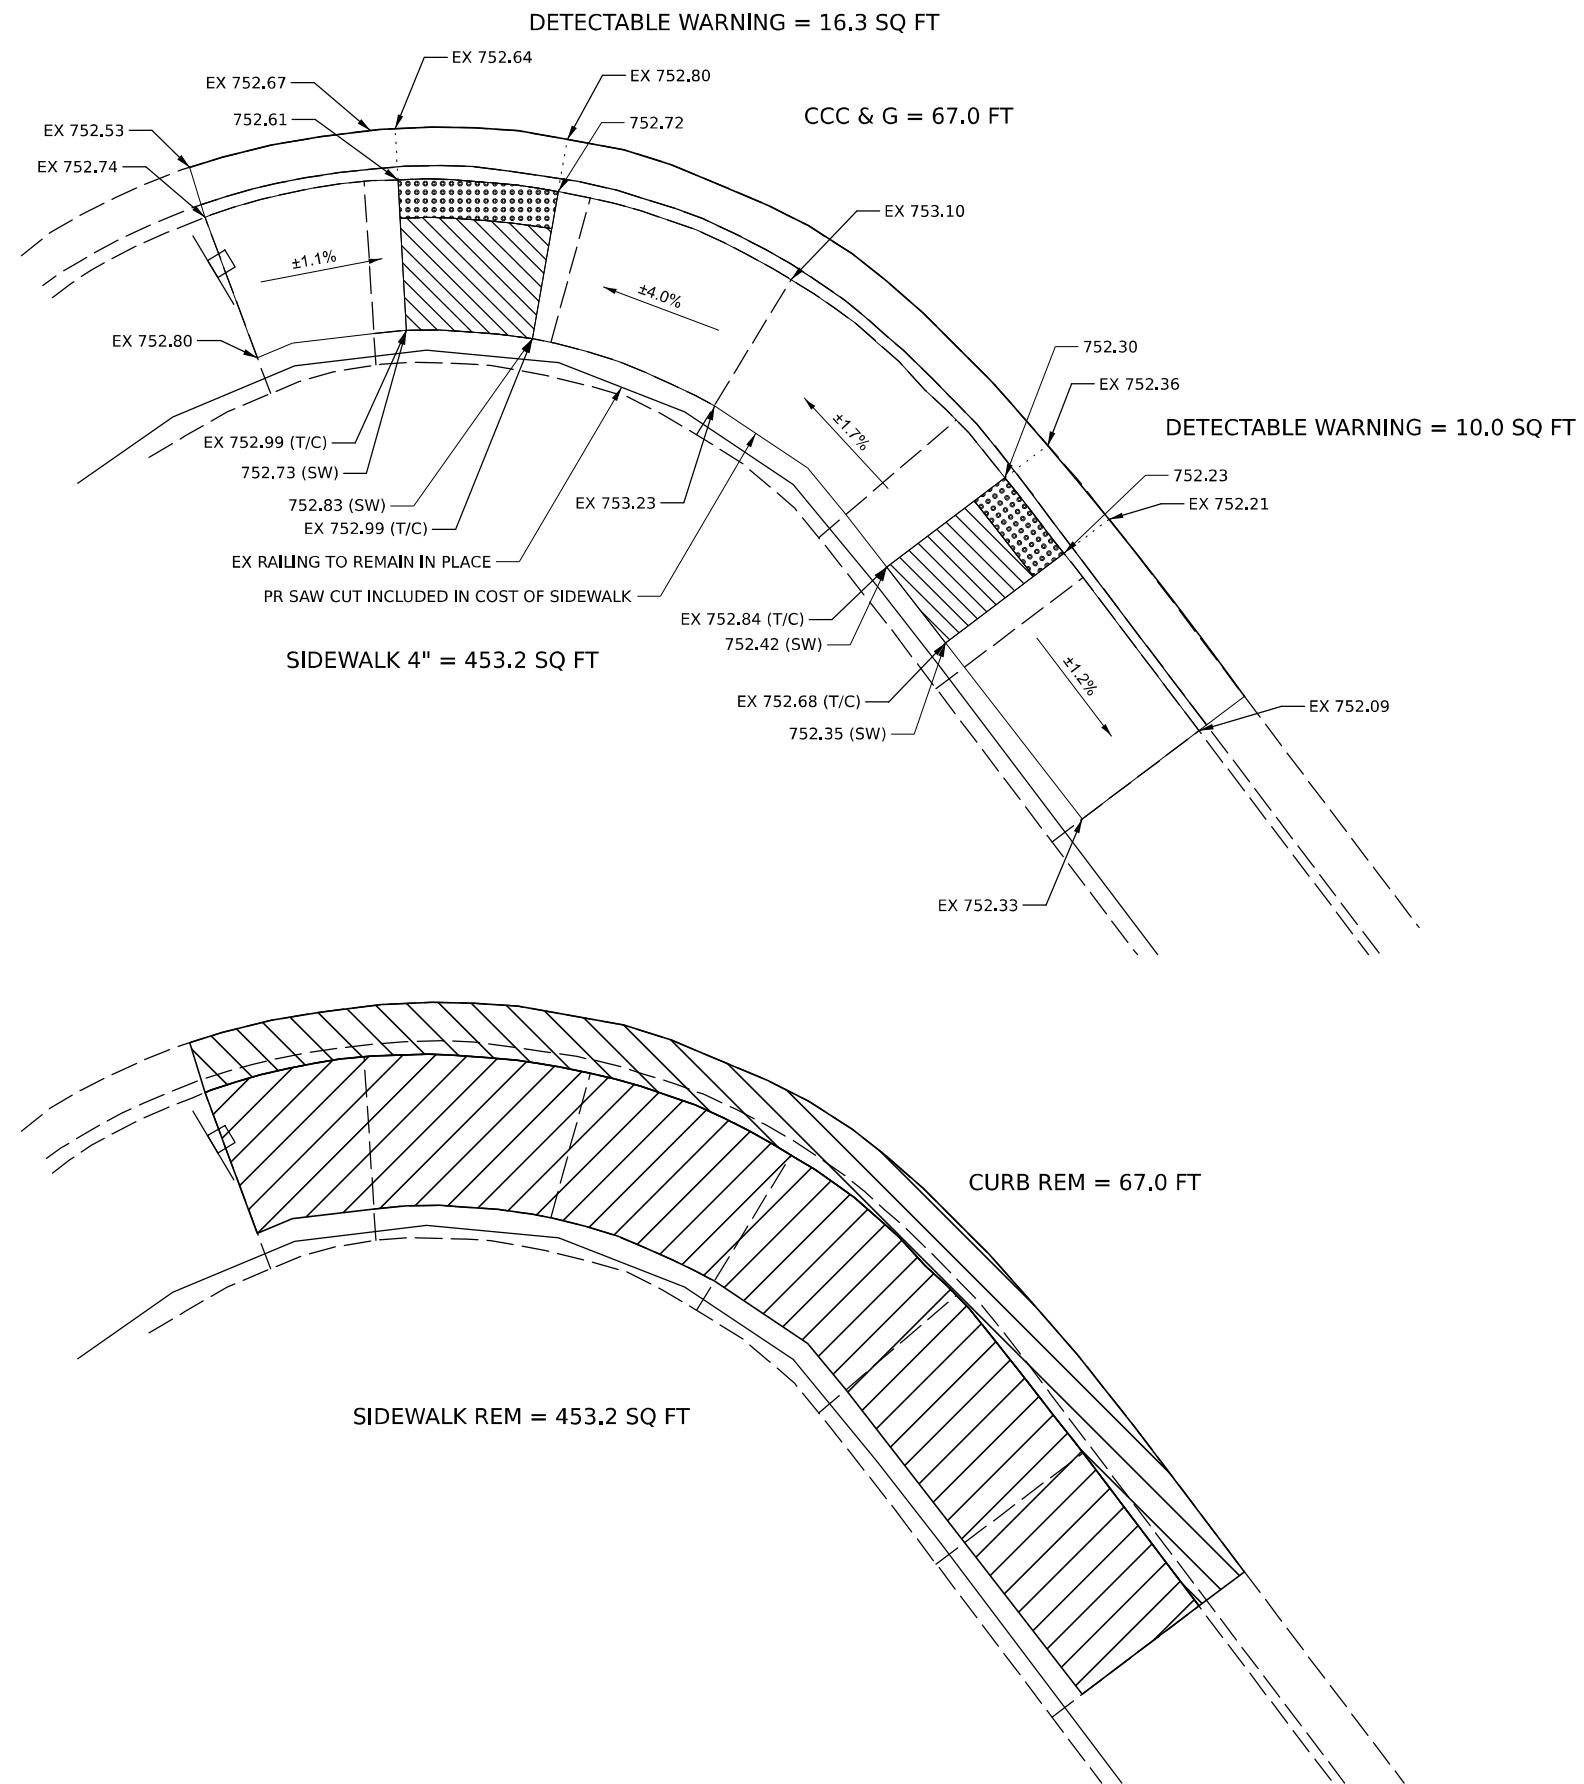 DETECTABLE WARNING = 16.3 SQ FT
EX 752.64
EX 752.67
EX 752.80
CCC & G = 67.0 FT
752.61
752.72
EX 752.53
EX 752.74
EX 753.10
±1.1%
±4.0%
EX 752.80
752.30
EX 752.36
DETECTABLE WARNING = 10.0 SQ FT
±1.7%
EX 752.99 (T/C)
752.73 (SW)
752.23
752.83 (SW)
EX 753.23
EX 752.21
EX 752.99 (T/C)
EX RAILING TO REMAIN IN PLACE
PR SAW CUT INCLUDED IN COST OF SIDEWALK
EX 752.84 (T/C)
752.42 (SW)
SIDEWALK 4" = 453.2 SQ FT
±1.2%
EX 752.68 (T/C)
EX 752.09
752.35 (SW)
EX 752.33
CURB REM = 67.0 FT
SIDEWALK REM = 453.2 SQ FT